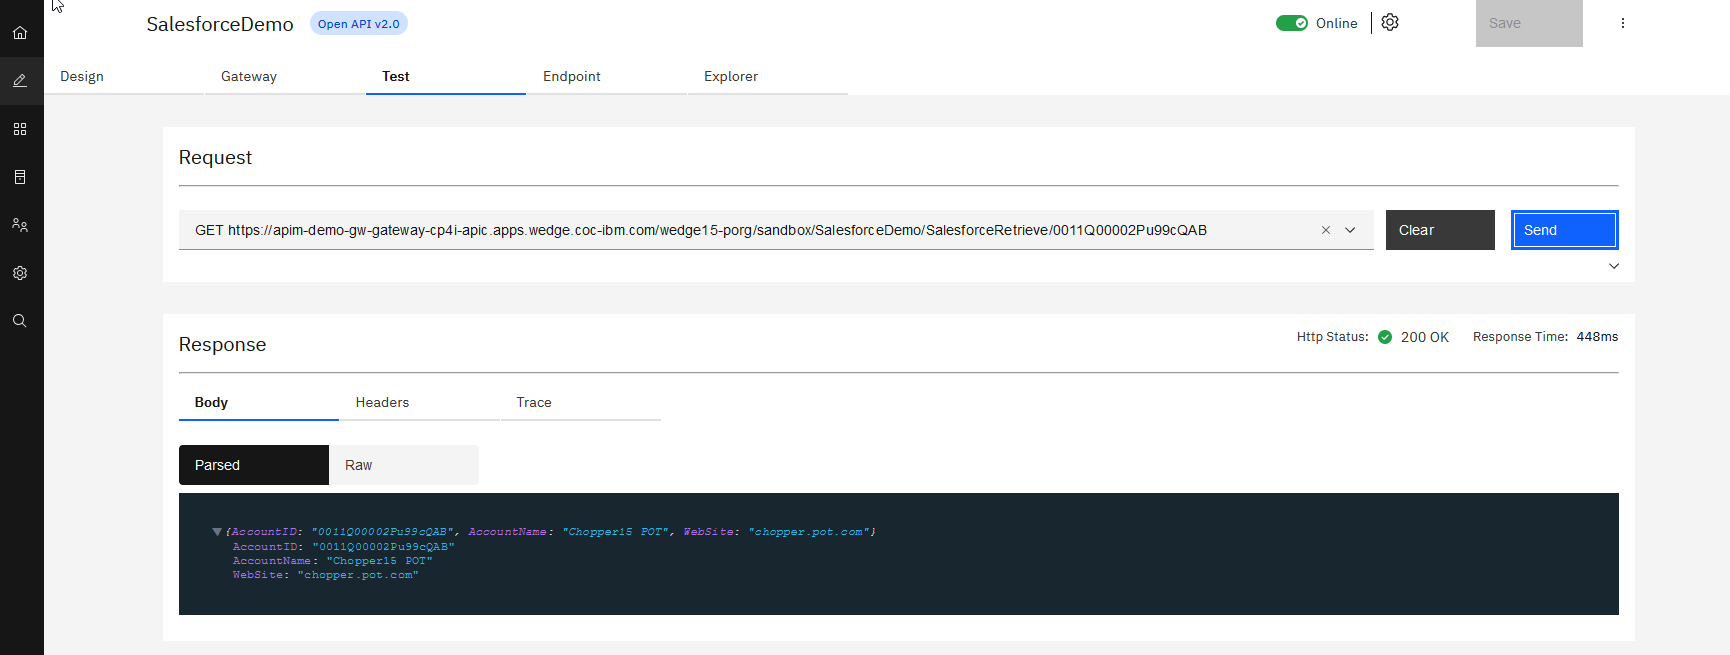 SalesforceDemo Open API v2.0 Online Save
Design Gateway Test Endpoint Explorer
Request
GET https://apim-demo-gw-gateway-cp4i-apic.apps.wedge.coc-ibm.com/wedge15-porg/sandbox/SalesforceDemo/SalesforceRetrieve/0011Q00002Pu99cQAB Clear Send
Response Http Status: 200 OK Response Time: 448ms
Body Headers Trace
Parsed Raw
{AccountID: "0011Q00002Pu99cQAB", AccountName: "Chopper15 POT", WebSite: "chopper.pot.com"}
AccountID: "0011Q00002Pu99cQAB"
AccountName: "Chopper15 POT"
WebSite: "chopper.pot.com"